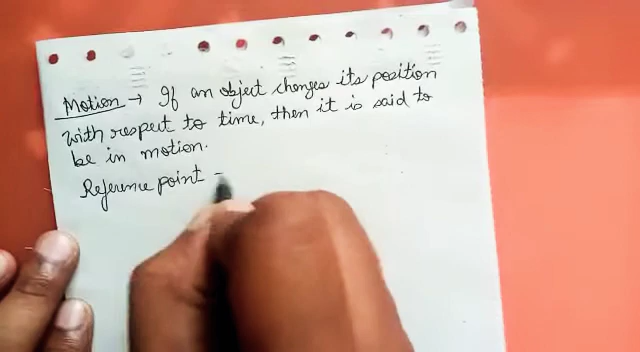 Motion → If an object changes its position
with respect to time, then it is said to
be in motion.
Reference point -